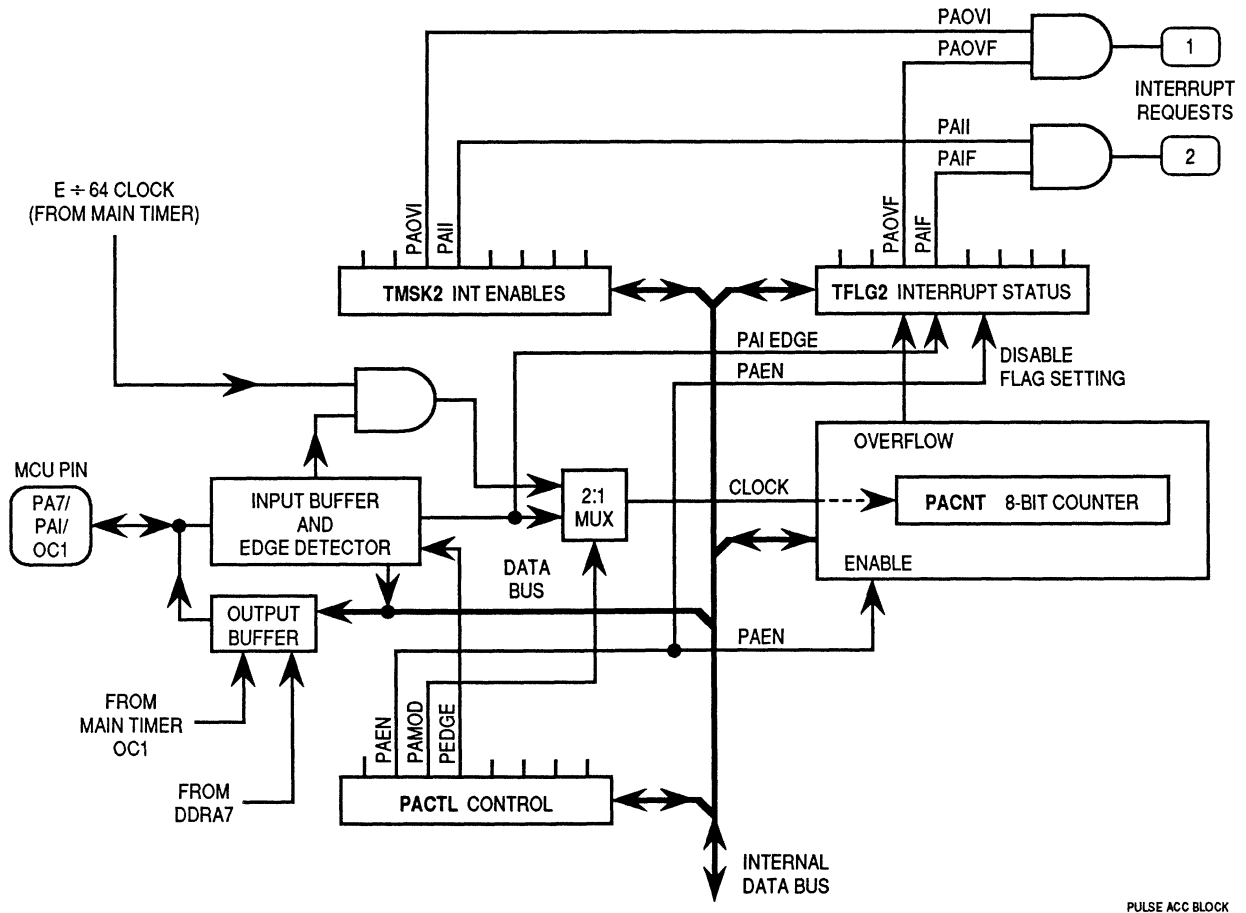 PAOVI
PAOVF
1
INTERRUPT
REQUESTS
PAII
PAIF
2
E ÷ 64 CLOCK
(FROM MAIN TIMER)
PAOVI
PAII
PAOVF
PAIF
TMSK2 INT ENABLES
TFLG2 INTERRUPT STATUS
PAI EDGE
PAEN
DISABLE
FLAG SETTING
OVERFLOW
MCU PIN
PA7/
PAI/
OC1
INPUT BUFFER
AND
EDGE DETECTOR
2:1
MUX
CLOCK
PACNT 8-BIT COUNTER
DATA
BUS
ENABLE
OUTPUT
BUFFER
PAEN
FROM
MAIN TIMER
OC1
PAEN
PAMOD
PEDGE
FROM
DDRA7
PACTL CONTROL
INTERNAL
DATA BUS
PULSE ACC BLOCK